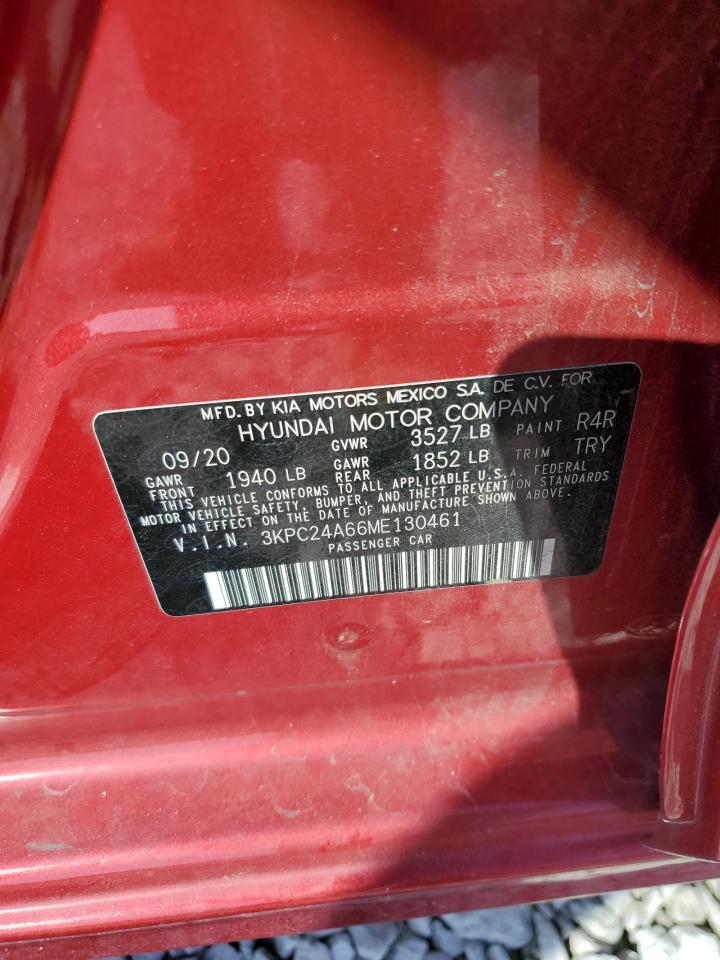 MFD. BY KIA MOTORS MEXICO S.A. DE C.V. FOR
HYUNDAI MOTOR COMPANY
09/20 GVWR 3527 LB PAINT R4R
GAWR FRONT 1940 LB GAWR REAR 1852 LB TRIM TRY
THIS VEHICLE CONFORMS TO ALL APPLICABLE U.S.A. FEDERAL
MOTOR VEHICLE SAFETY, BUMPER, AND THEFT PREVENTION STANDARDS
IN EFFECT ON THE DATE OF MANUFACTURE SHOWN ABOVE.
V.I.N. 3KPC24A66ME130461
PASSENGER CAR